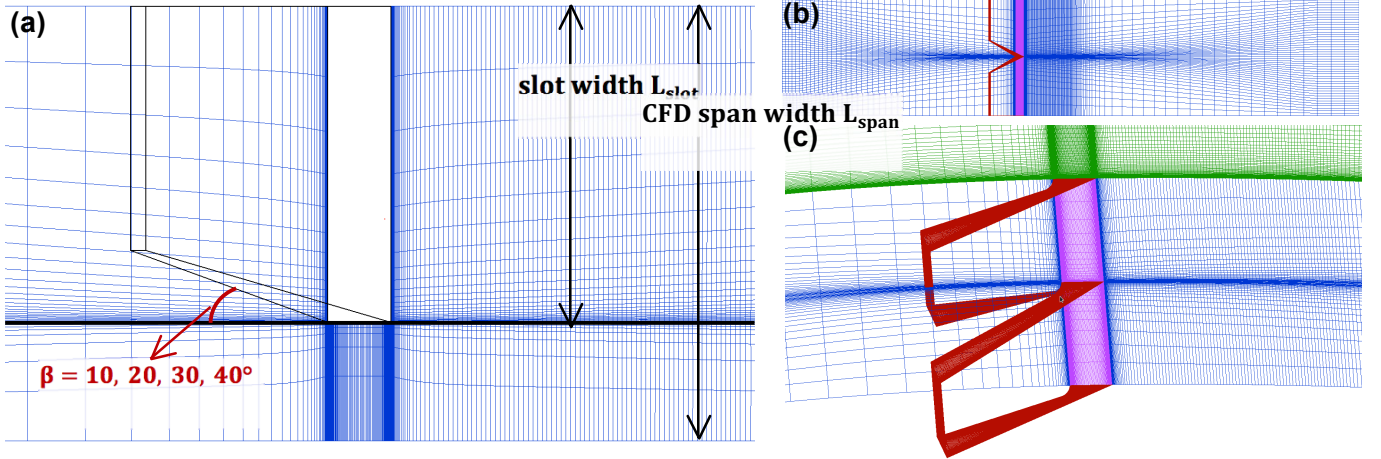 (a)
slot width L_slot
CFD span width L_span
β = 10, 20, 30, 40°
(b)
(c)